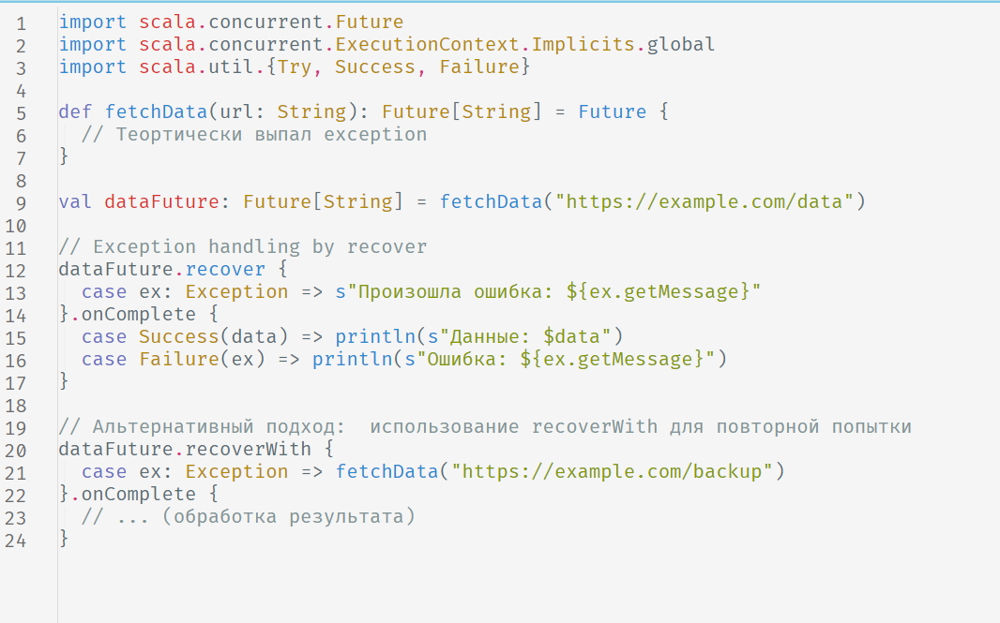 1 import scala.concurrent.Future
2 import scala.concurrent.ExecutionContext.Implicits.global
3 import scala.util.{Try, Success, Failure}
4
5 def fetchData(url: String): Future[String] = Future {
6   // Теортически выпал exception
7 }
8
9 val dataFuture: Future[String] = fetchData("https://example.com/data")
10
11 // Exception handling by recover
12 dataFuture.recover {
13   case ex: Exception => s"Произошла ошибка: ${ex.getMessage}"
14 }.onComplete {
15   case Success(data) => println(s"Данные: $data")
16   case Failure(ex) => println(s"Ошибка: ${ex.getMessage}")
17 }
18
19 // Альтернативный подход:  использование recoverWith для повторной попытки
20 dataFuture.recoverWith {
21   case ex: Exception => fetchData("https://example.com/backup")
22 }.onComplete {
23   // ... (обработка результата)
24 }